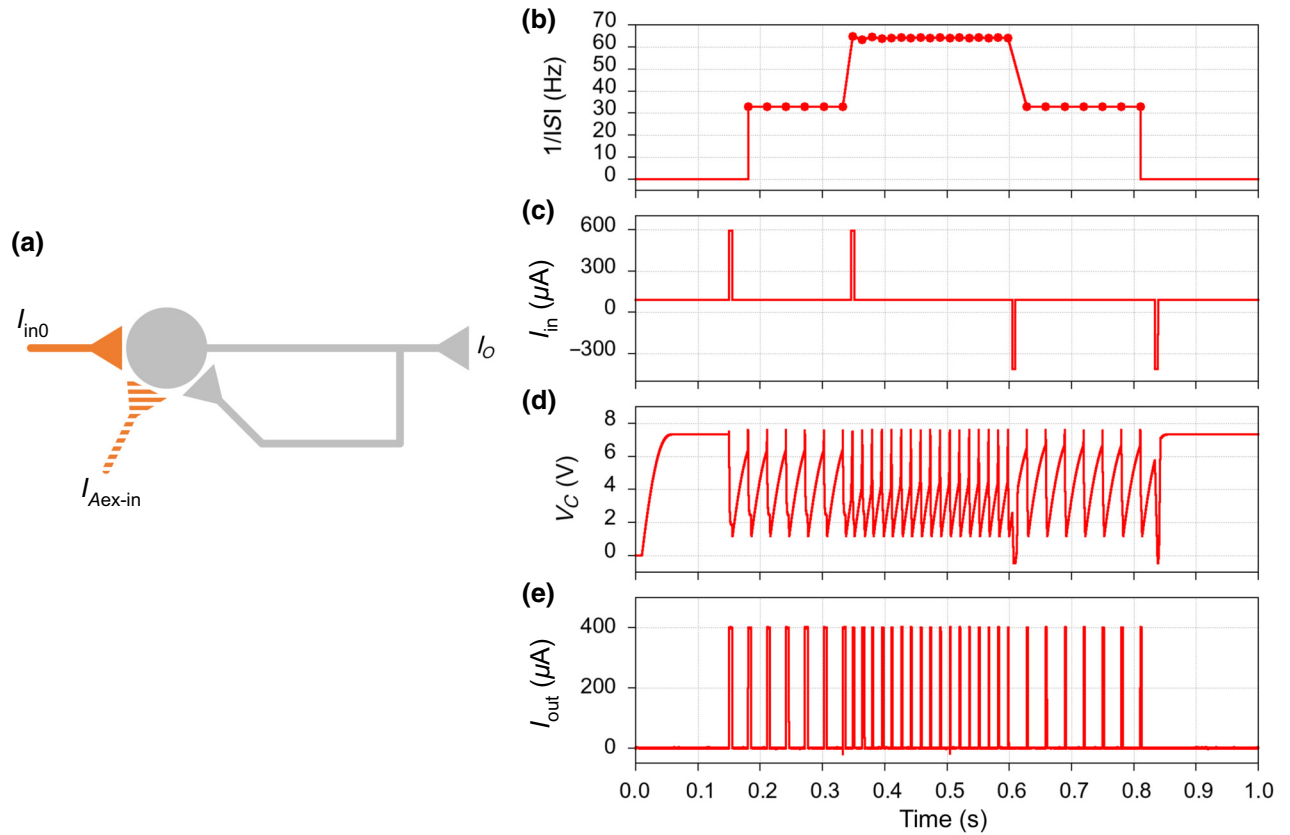 (a)
I_in0
I_Aex-in
I_O
(b)
1/ISI (Hz)
70
60
50
40
30
20
10
0
(c)
I_in (µA)
600
300
0
−300
(d)
V_C (V)
8
6
4
2
0
(e)
I_out (µA)
400
200
0
0.0 0.1 0.2 0.3 0.4 0.5 0.6 0.7 0.8 0.9 1.0
Time (s)